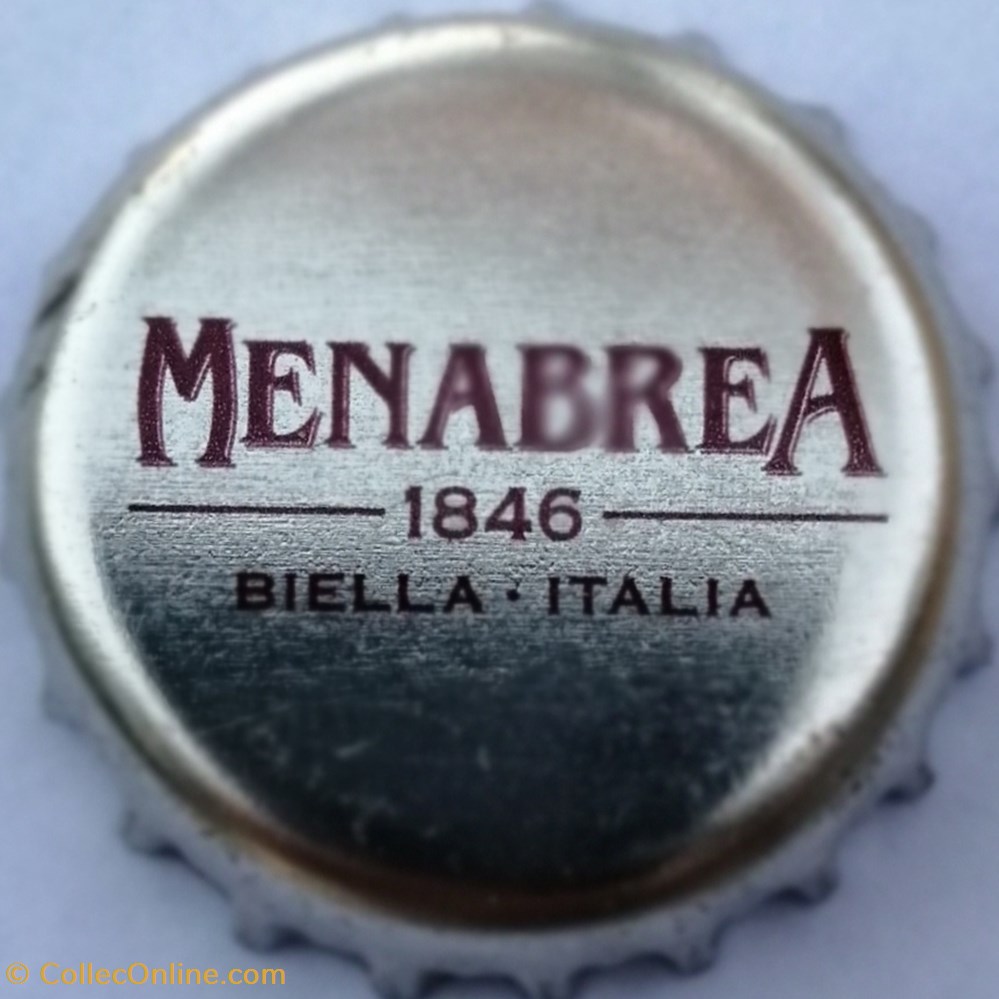 MENABREA
1846
BIELLA · ITALIA
© CollecOnline.com